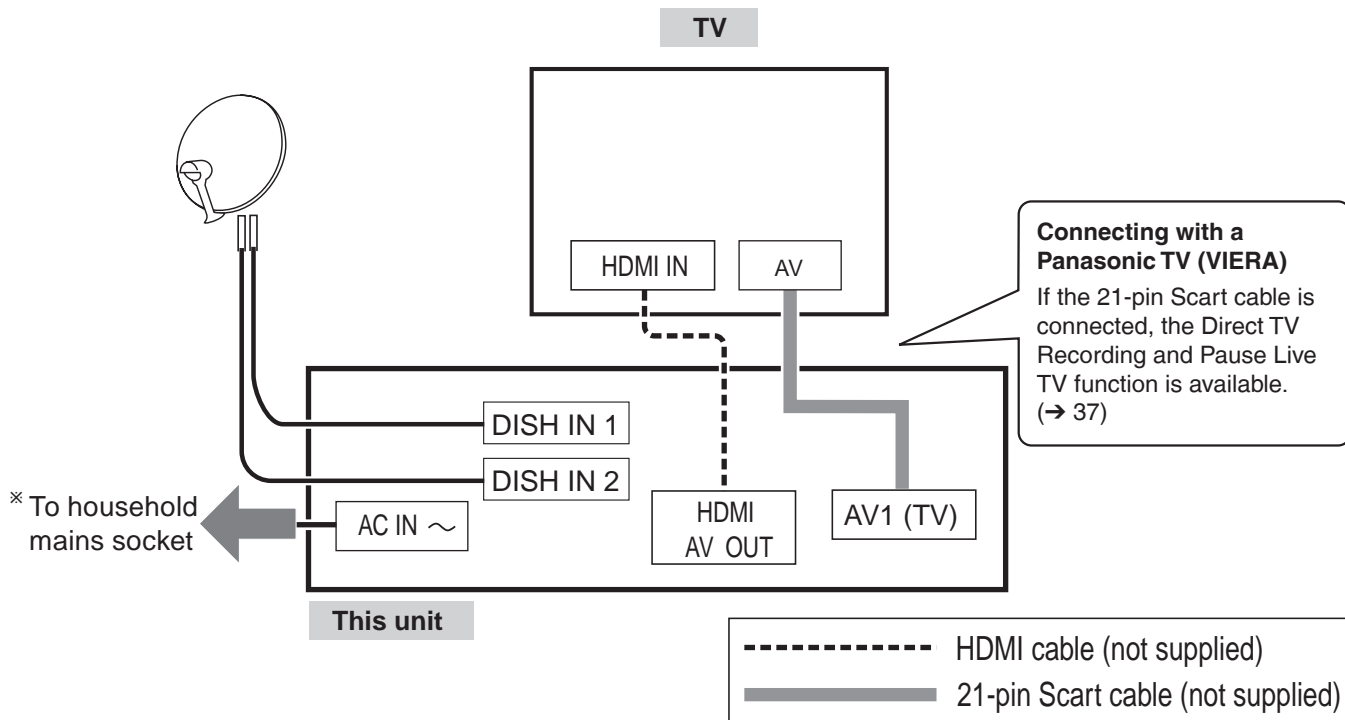 TV
HDMI IN
AV
Connecting with a
Panasonic TV (VIERA)
If the 21-pin Scart cable is
connected, the Direct TV
Recording and Pause Live
TV function is available.
(➔ 37)
DISH IN 1
DISH IN 2
※ To household
mains socket
AC IN ～
HDMI
AV OUT
AV1 (TV)
This unit
HDMI cable (not supplied)
21-pin Scart cable (not supplied)